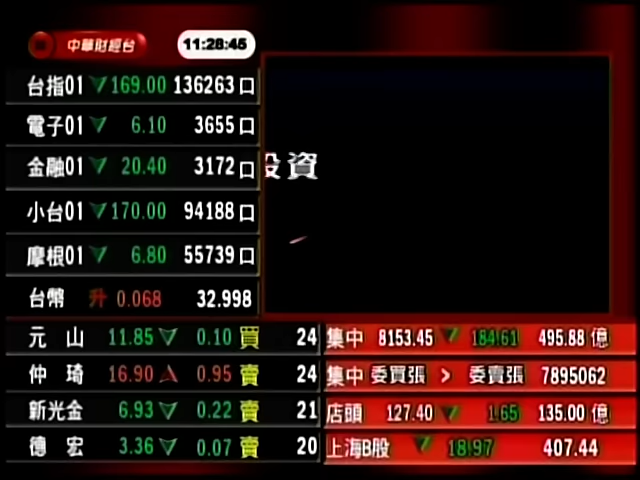 中華財經台 11:28:45
台指01 169.00 136263口
電子01 6.10 3655口
金融01 20.40 3172口
小台01 170.00 94188口
摩根01 6.80 55739口
台幣 升 0.068 32.998
投資
元山 11.85 0.10 買 24
仲琦 16.90 0.95 賣 24
新光金 6.93 0.22 賣 21
德宏 3.36 0.07 賣 20
集中 8153.45 184.61 495.88 億
集中 委買張 > 委賣張 7895062
店頭 127.40 1.65 135.00 億
上海B股 18.97 407.44